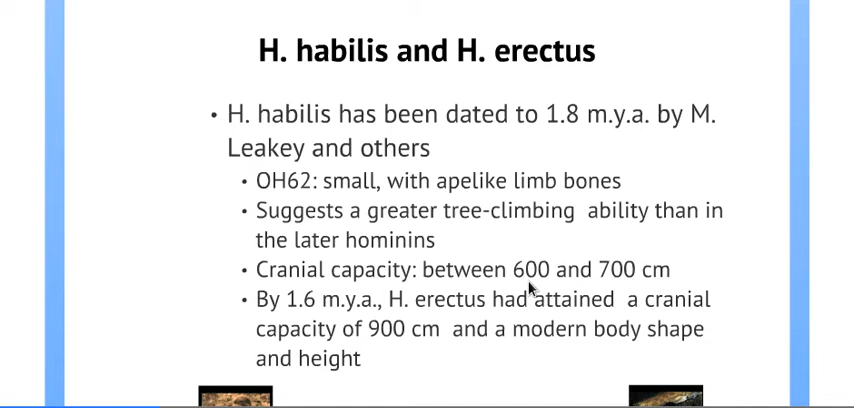 H. habilis and H. erectus
• H. habilis has been dated to 1.8 m.y.a. by M.
Leakey and others
• OH62: small, with apelike limb bones
• Suggests a greater tree-climbing ability than in
the later hominins
• Cranial capacity: between 600 and 700 cm
• By 1.6 m.y.a., H. erectus had attained a cranial
capacity of 900 cm and a modern body shape
and height